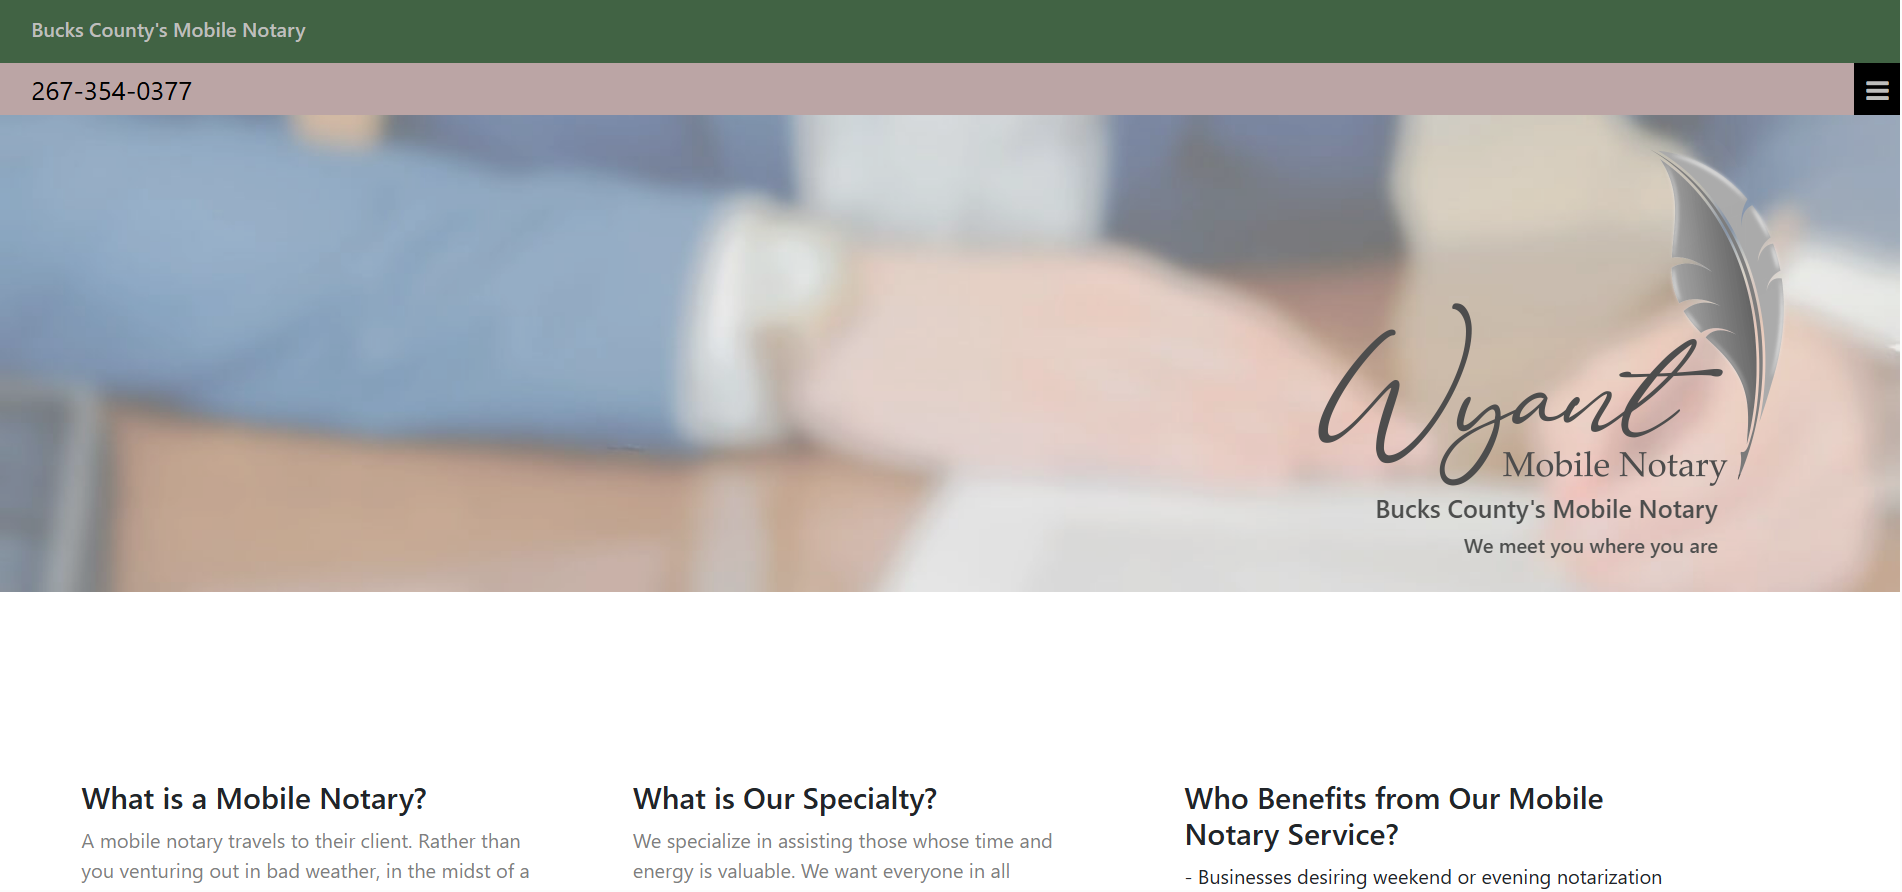 Bucks County's Mobile Notary
267-354-0377
Wyant
Mobile Notary
Bucks County's Mobile Notary
We meet you where you are
What is a Mobile Notary?
A mobile notary travels to their client. Rather than
you venturing out in bad weather, in the midst of a
What is Our Specialty?
We specialize in assisting those whose time and
energy is valuable. We want everyone in all
Who Benefits from Our Mobile
Notary Service?
- Businesses desiring weekend or evening notarization